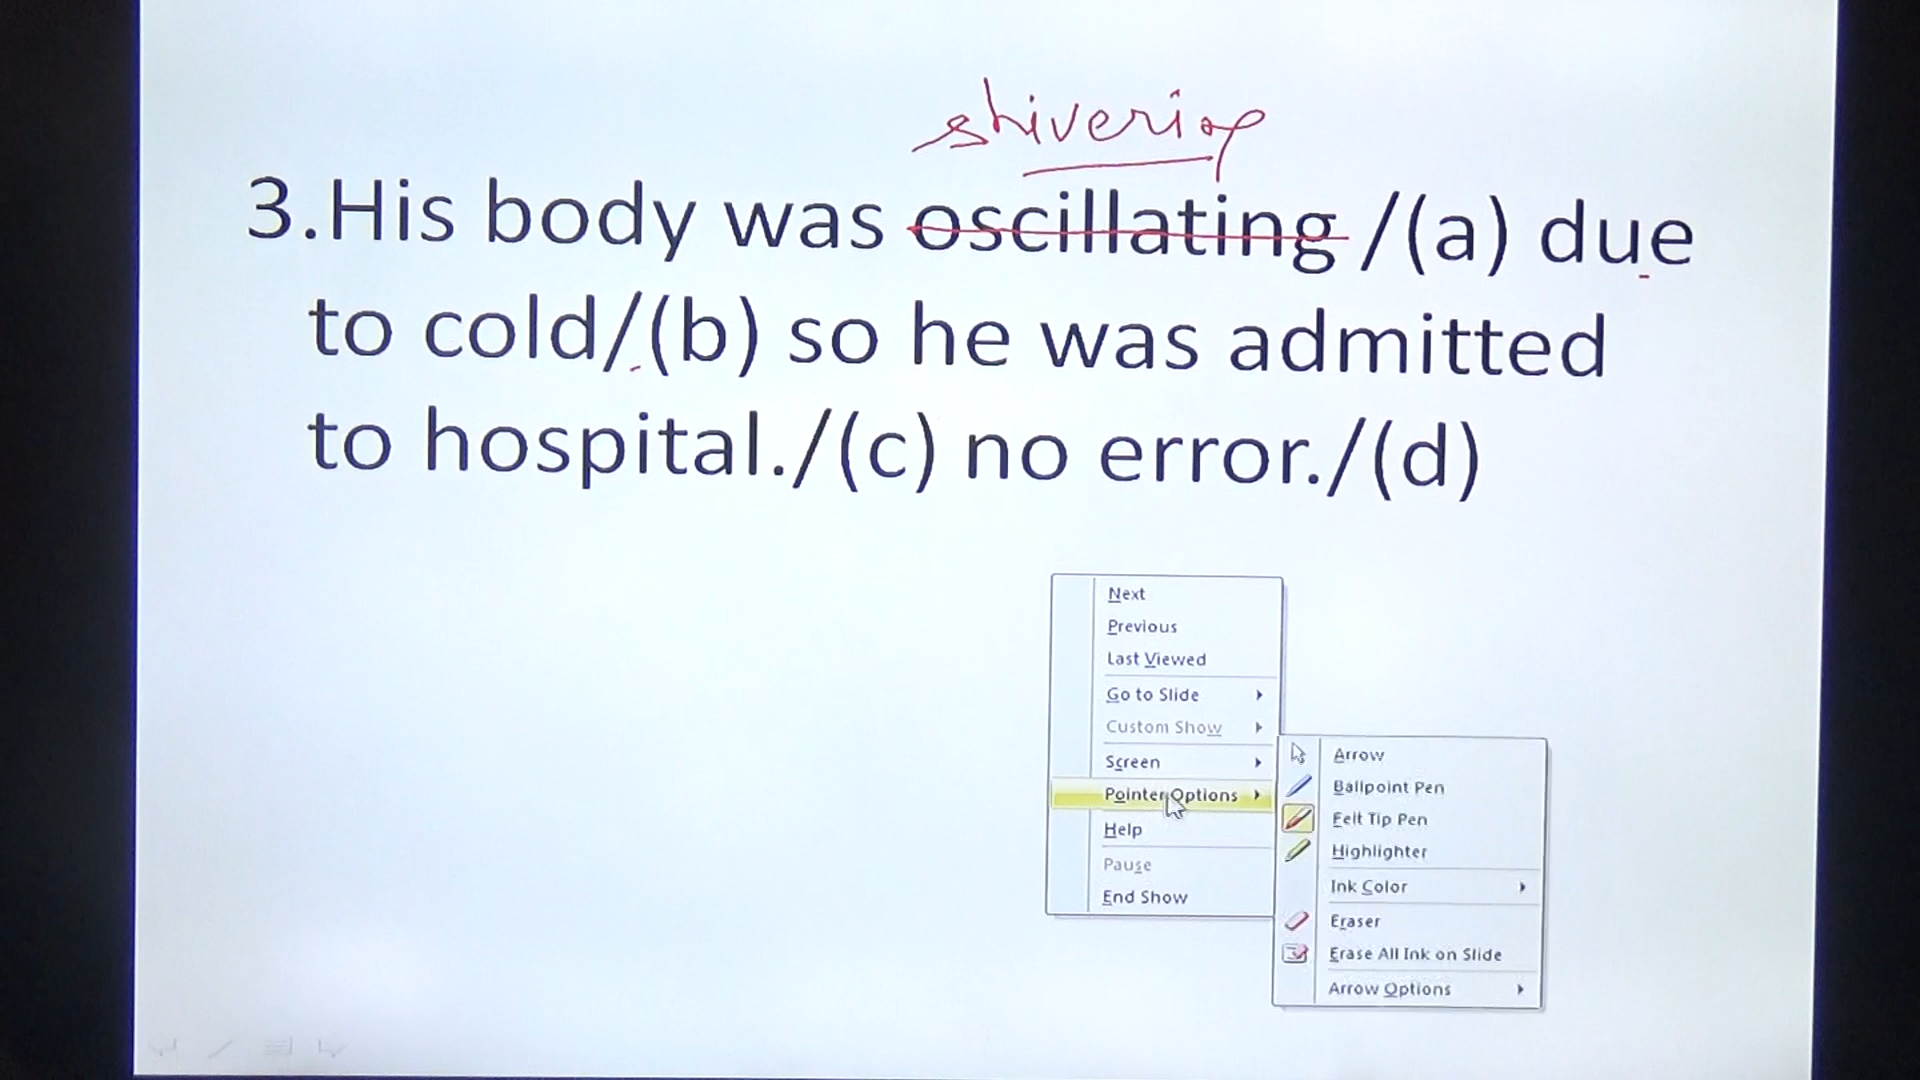 shivering
3.His body was oscillating /(a) due
to cold/(b) so he was admitted
to hospital./(c) no error./(d)
Next
Previous
Last Viewed
Go to Slide
Custom Show
Screen
Pointer Options
Help
Pause
End Show
Arrow
Ballpoint Pen
Felt Tip Pen
Highlighter
Ink Color
Eraser
Erase All Ink on Slide
Arrow Options